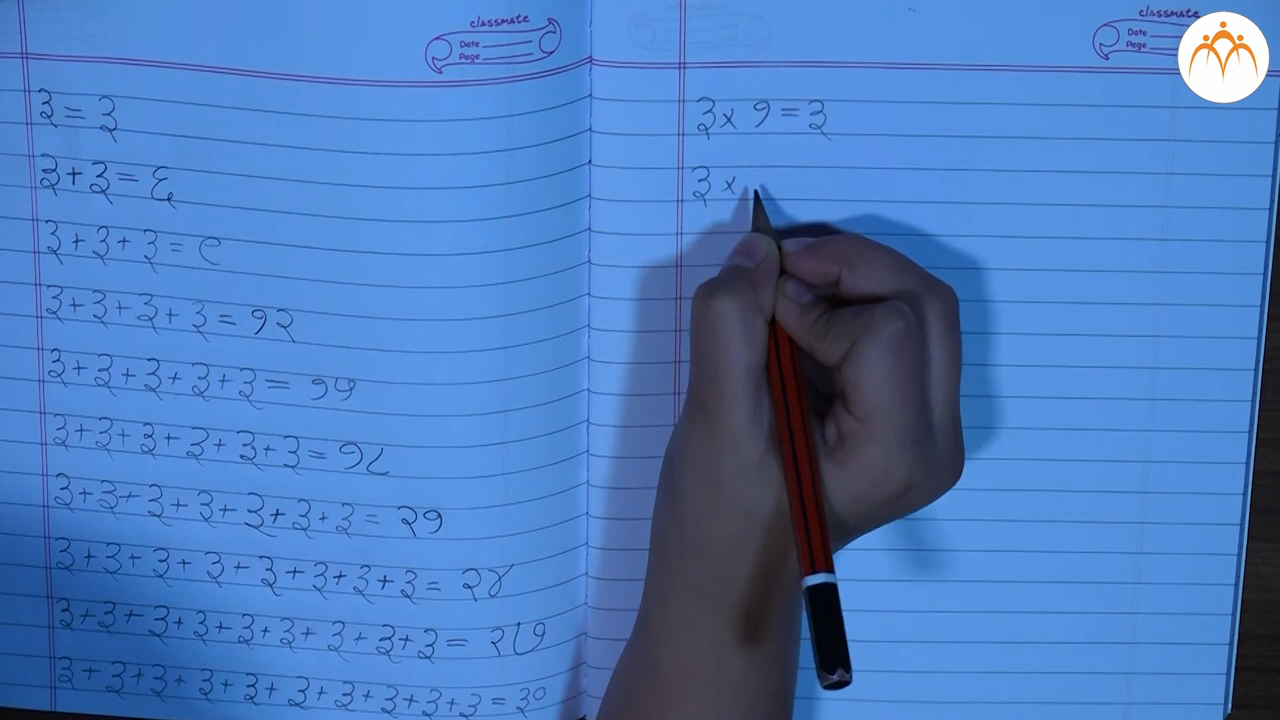 classmate
Date
Page
३ = ३
३ + ३ = ६
३ + ३ + ३ = ९
३ + ३ + ३ + ३ = १२
३ + ३ + ३ + ३ + ३ = १५
३ + ३ + ३ + ३ + ३ + ३ = १८
३ + ३ + ३ + ३ + ३ + ३ + ३ = २१
३ + ३ + ३ + ३ + ३ + ३ + ३ + ३ = २४
३ + ३ + ३ + ३ + ३ + ३ + ३ + ३ + ३ = २७
३ + ३ + ३ + ३ + ३ + ३ + ३ + ३ + ३ + ३ = ३०
classmate
Date
Page
३ × १ = ३
३ ×